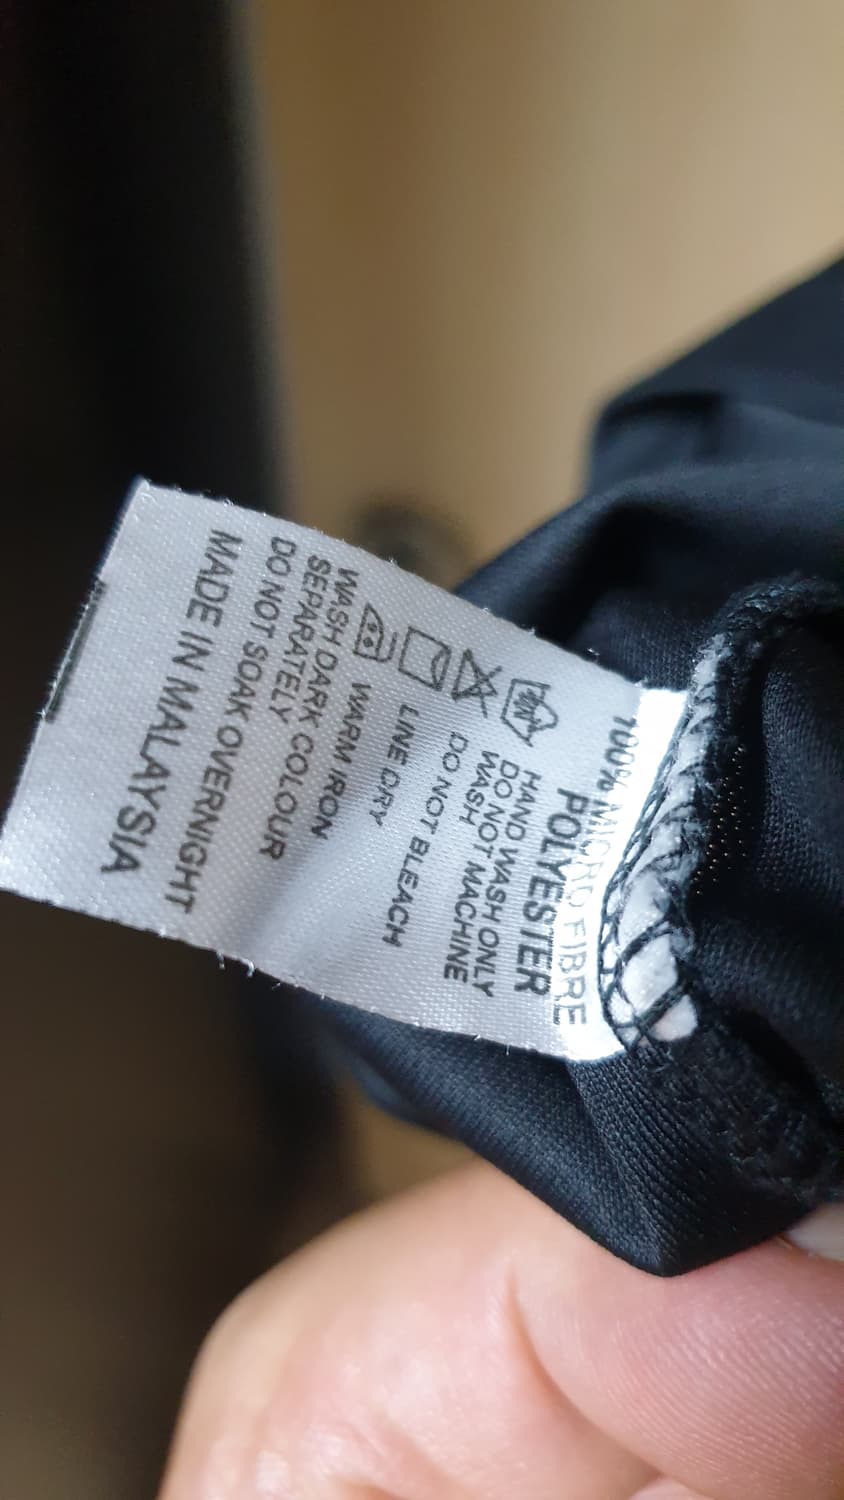 100% MICRO FIBRE
POLYESTER
HAND WASH ONLY
DO NOT MACHINE
WASH
DO NOT BLEACH
LINE DRY
WARM IRON
WASH DARK COLOUR
SEPARATELY
DO NOT SOAK OVERNIGHT
MADE IN MALAYSIA